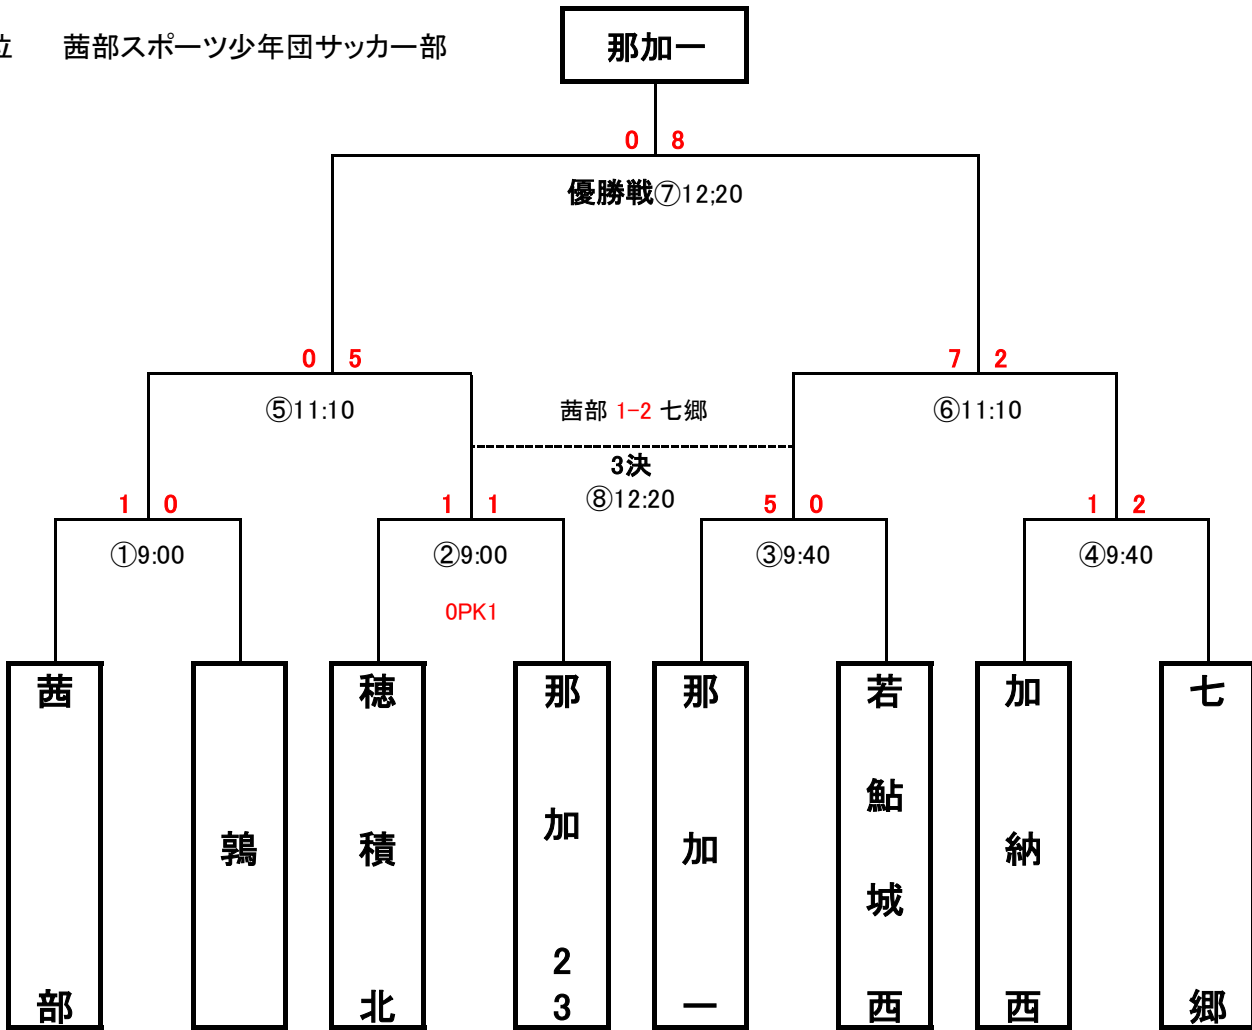 位 茜部スポーツ少年団サッカー部
那加一
0 8
優勝戦⑦12;20
0 5
7 2
⑤11:10
茜部 1-2 七郷
⑥11:10
3決
⑧12:20
1 0
1 1
5 0
1 2
①9:00
②9:00
③9:40
④9:40
0PK1
茜部
鶉
穂積北
那加23
那加一
若鮎城西
加納西
七郷